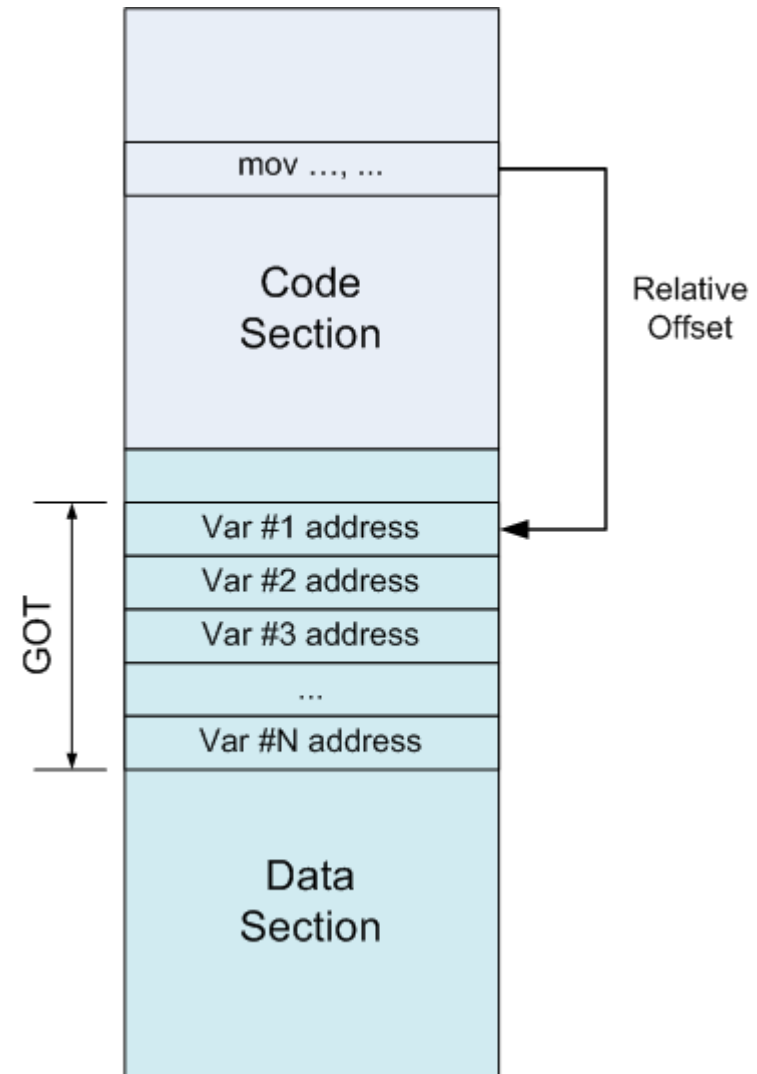 mov ..., ...
Code
Section
Relative
Offset
GOT
Var #1 address
Var #2 address
Var #3 address
...
Var #N address
Data
Section